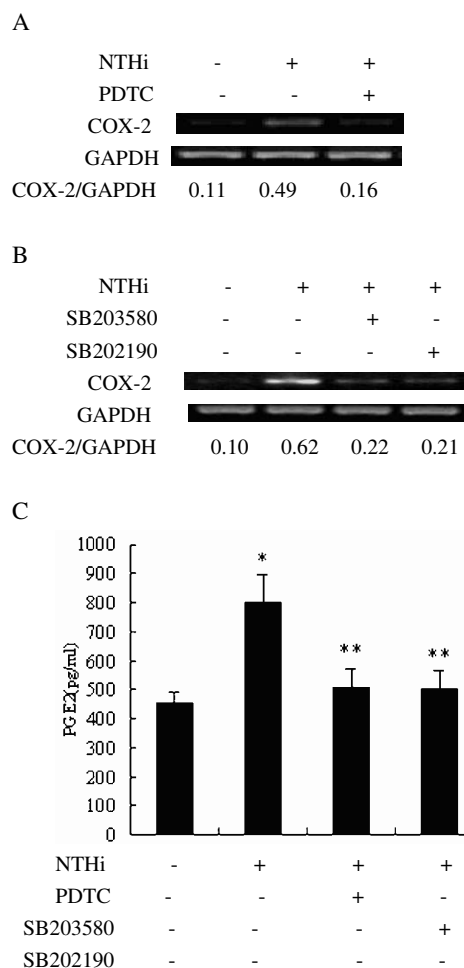 A
NTHi - + +
PDTC - - +
COX-2
GAPDH
COX-2/GAPDH 0.11 0.49 0.16
B
NTHi - + + +
SB203580 - - + -
SB202190 - - - +
COX-2
GAPDH
COX-2/GAPDH 0.10 0.62 0.22 0.21
C
PGE2(pg/ml)
1000
900
800
700
600
500
400
300
200
100
0
*
**
**
NTHi - + + +
PDTC - - + -
SB203580 - - - +
SB202190 - - - -